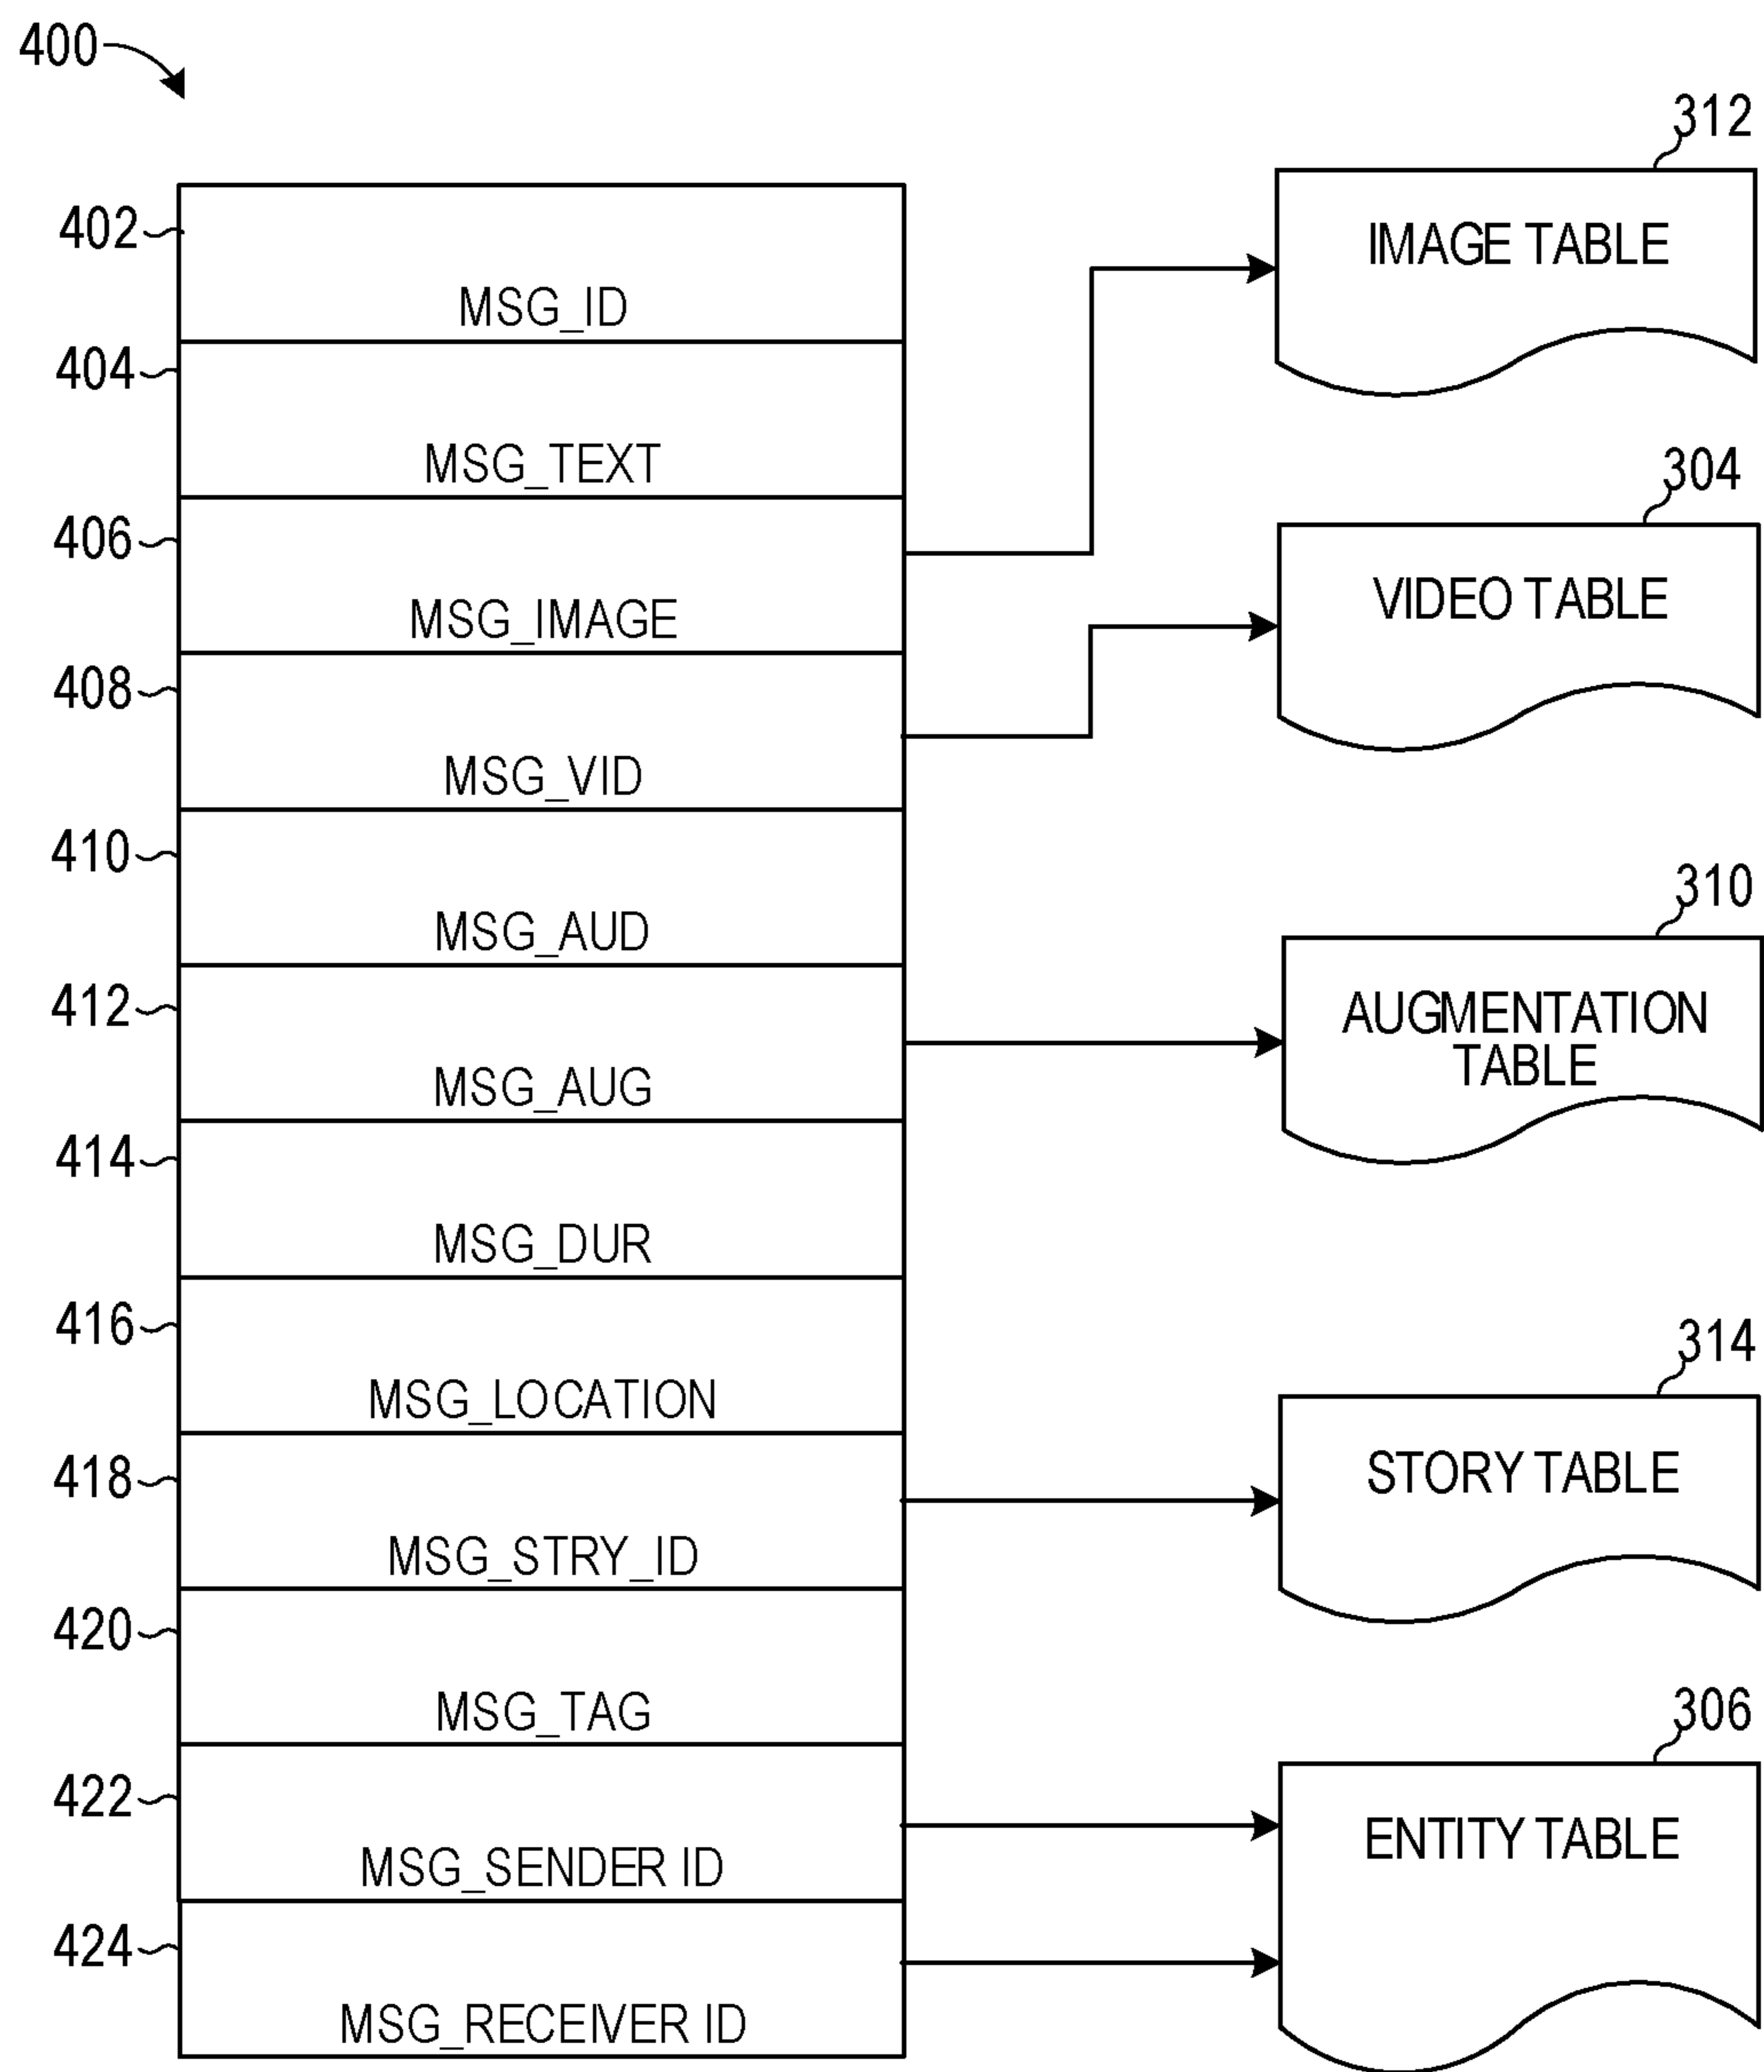 400
402
MSG_ID
404
MSG_TEXT
406
MSG_IMAGE
408
MSG_VID
410
MSG_AUD
412
MSG_AUG
414
MSG_DUR
416
MSG_LOCATION
418
MSG_STRY_ID
420
MSG_TAG
422
MSG_SENDER ID
424
MSG_RECEIVER ID
312
IMAGE TABLE
304
VIDEO TABLE
310
AUGMENTATION
TABLE
314
STORY TABLE
306
ENTITY TABLE